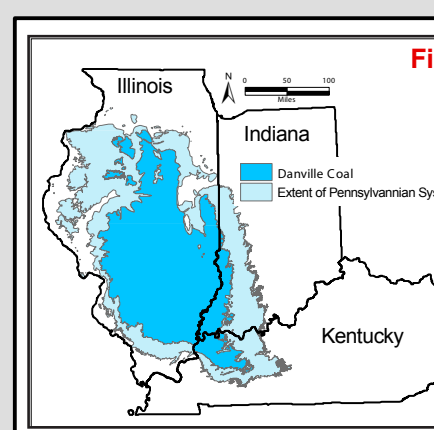 Fi
Illinois
N
0 50 100
Miles
Indiana
Danville Coal
Extent of Pennsylvannian Sys
Kentucky